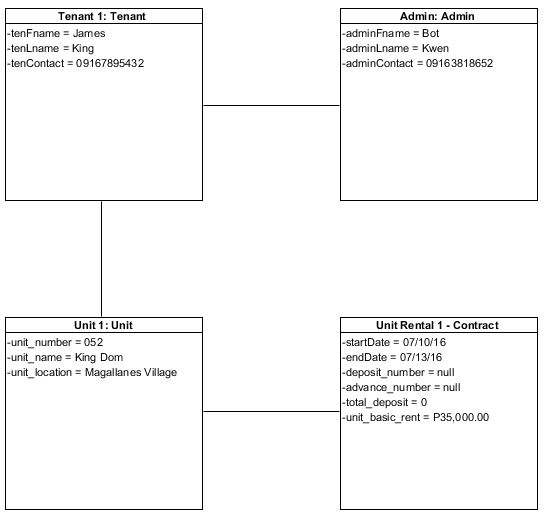 Tenant 1: Tenant
-tenFname = James
-tenLname = King
-tenContact = 09167895432
Admin: Admin
-adminFname = Bot
-adminLname = Kwen
-adminContact = 09163818652
Unit 1: Unit
-unit_number = 052
-unit_name = King Dom
-unit_location = Magallanes Village
Unit Rental 1 - Contract
-startDate = 07/10/16
-endDate = 07/13/16
-deposit_number = null
-advance_number = null
-total_deposit = 0
-unit_basic_rent = P35,000.00